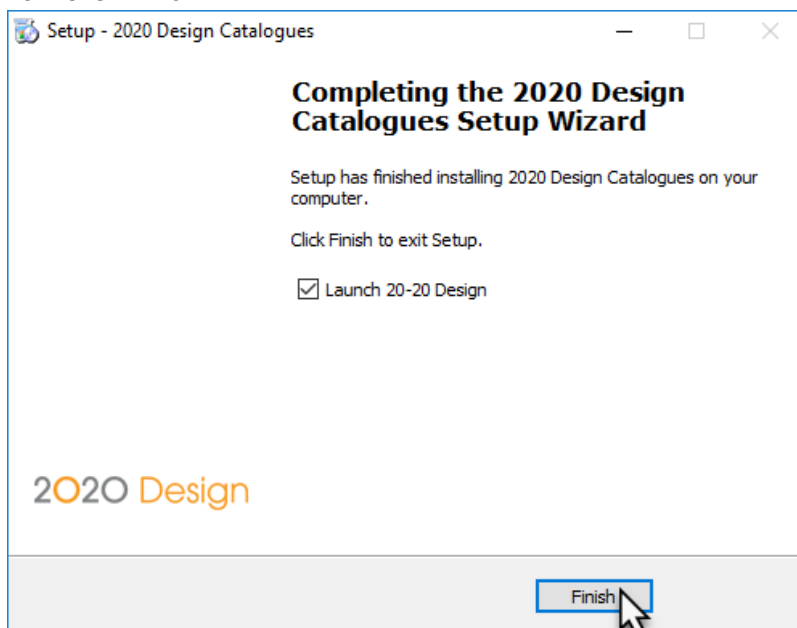 Setup - 2020 Design Catalogues
Completing the 2020 Design
Catalogues Setup Wizard
Setup has finished installing 2020 Design Catalogues on your
computer.
Click Finish to exit Setup.
Launch 20-20 Design
2020 Design
Finish